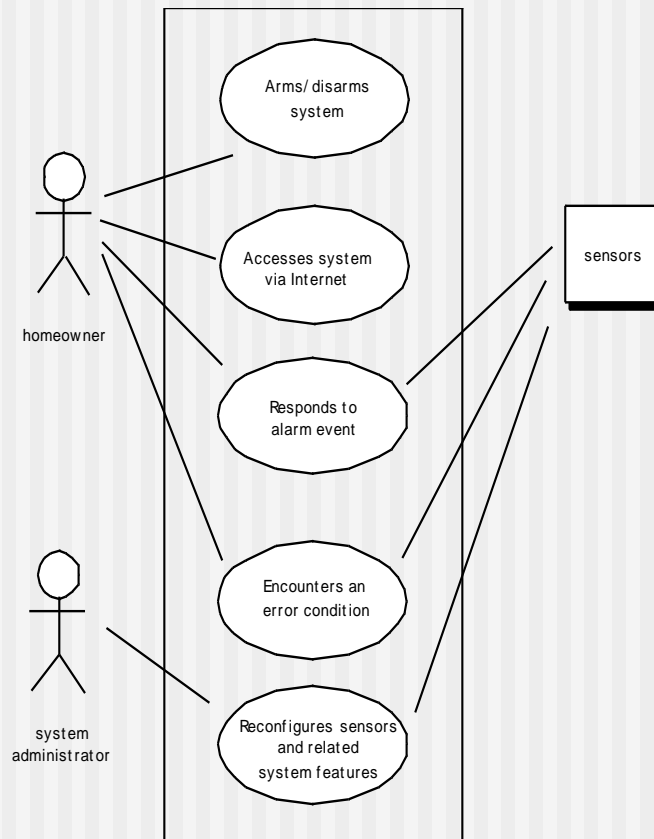 Arms/disarms
system
homeowner
Accesses system
via Internet
sensors
Responds to
alarm event
Encounters an
error condition
system
administrator
Reconfigures sensors
and related
system features